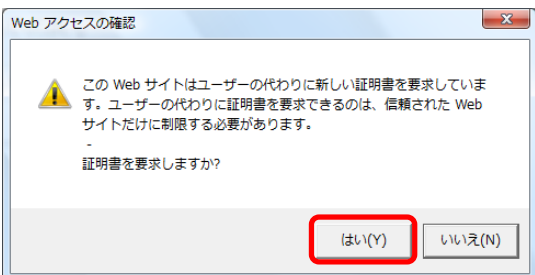 Web アクセスの確認
この Web サイトはユーザーの代わりに新しい証明書を要求していま
す。ユーザーの代わりに証明書を要求できるのは、信頼された Web
サイトだけに制限する必要があります。
-
証明書を要求しますか?
はい(Y)
いいえ(N)